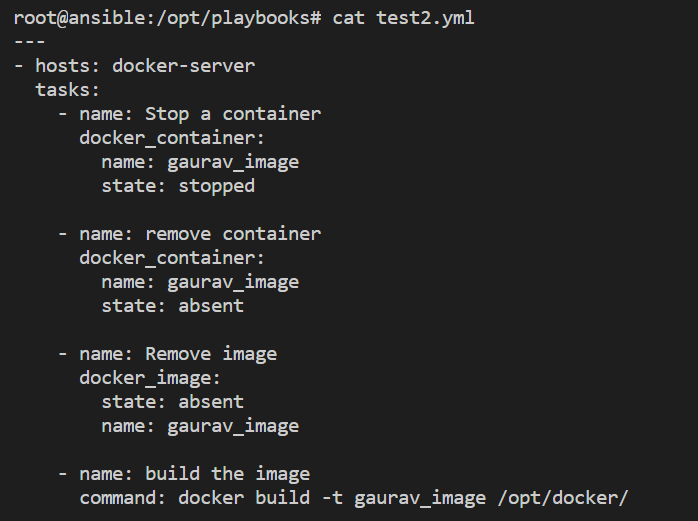 root@ansible:/opt/playbooks# cat test2.yml
---
- hosts: docker-server
  tasks:
    - name: Stop a container
      docker_container:
        name: gaurav_image
        state: stopped

    - name: remove container
      docker_container:
        name: gaurav_image
        state: absent

    - name: Remove image
      docker_image:
        state: absent
        name: gaurav_image

    - name: build the image
      command: docker build -t gaurav_image /opt/docker/